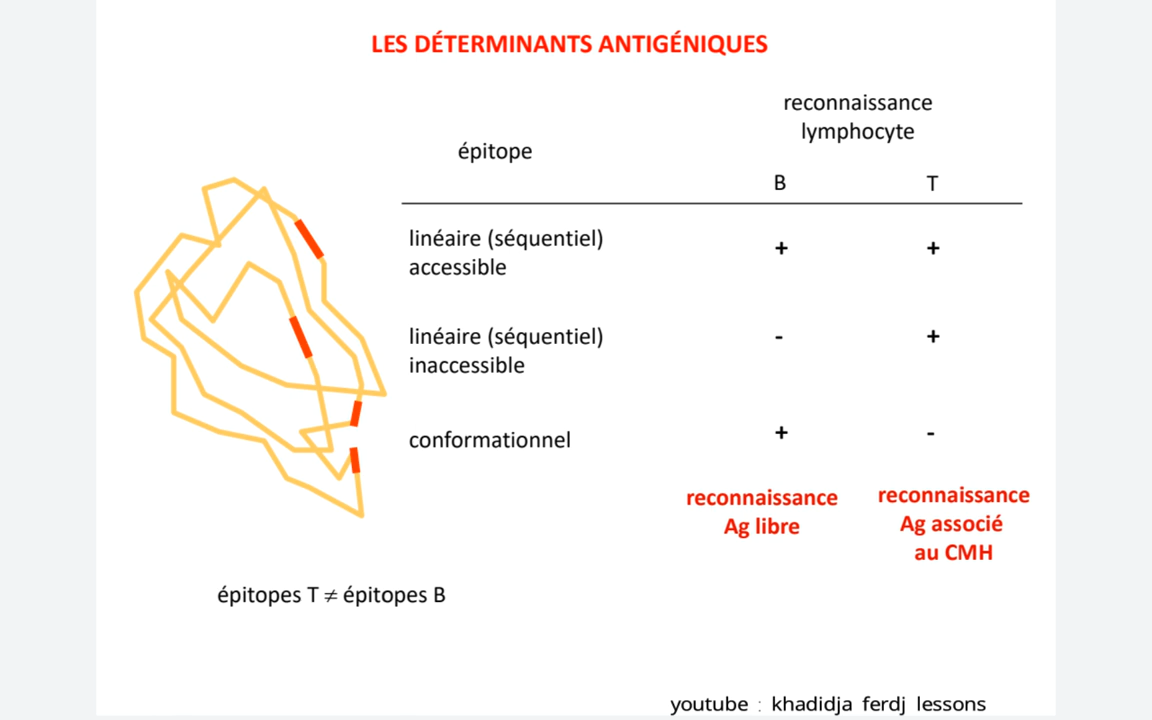 LES DÉTERMINANTS ANTIGÉNIQUES
reconnaissance
lymphocyte
épitope
B T
linéaire (séquentiel)
accessible
+ +
linéaire (séquentiel)
inaccessible
- +
conformationnel
+ -
reconnaissance
Ag libre
reconnaissance
Ag associé
au CMH
épitopes T ≠ épitopes B
youtube : khadidja ferdj lessons